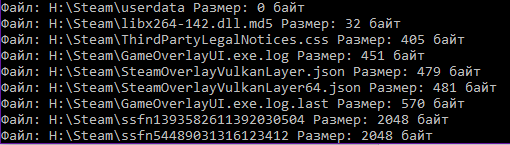 Файл: H:\Steam\userdata Размер: 0 байт
Файл: H:\Steam\libx264-142.dll.md5 Размер: 32 байт
Файл: H:\Steam\ThirdPartyLegalNotices.css Размер: 405 байт
Файл: H:\Steam\GameOverlayUI.exe.log Размер: 451 байт
Файл: H:\Steam\SteamOverlayVulkanLayer.json Размер: 479 байт
Файл: H:\Steam\SteamOverlayVulkanLayer64.json Размер: 481 байт
Файл: H:\Steam\GameOverlayUI.exe.log.last Размер: 570 байт
Файл: H:\Steam\ssfn1393582611392030504 Размер: 2048 байт
Файл: H:\Steam\ssfn54489031316123412 Размер: 2048 байт